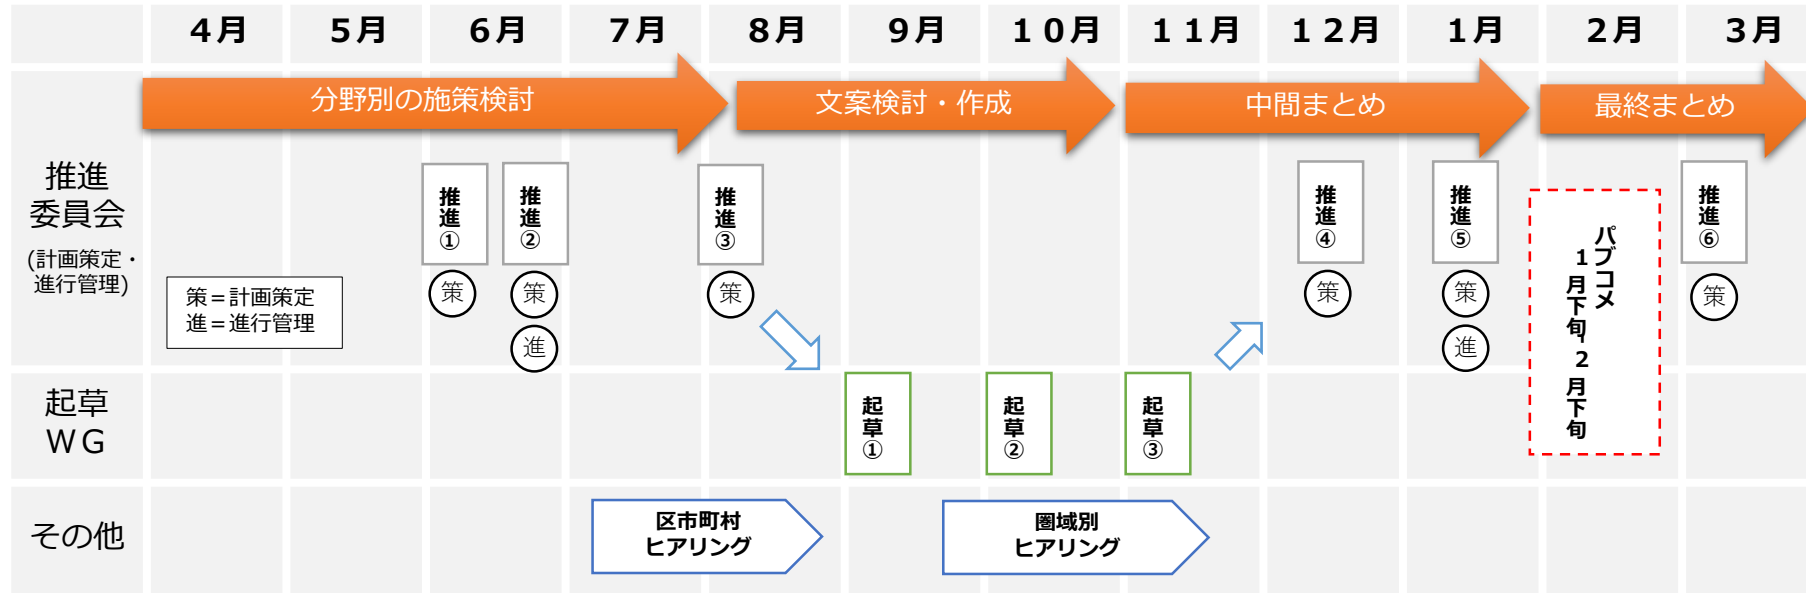 ４月 ５月 ６月 ７月 ８月 ９月 １０月 １１月 １２月 １月 ２月 ３月
分野別の施策検討
文案検討・作成
中間まとめ
最終まとめ
推進
委員会
(計画策定・
進行管理)
策＝計画策定
進＝進行管理
推進①
策
推進②
策
進
推進③
策
推進④
策
推進⑤
策
進
パブコメ
１月下旬~２月下旬
推進⑥
策
起草
ＷＧ
起草①
起草②
起草③
その他
区市町村
ヒアリング
圏域別
ヒアリング